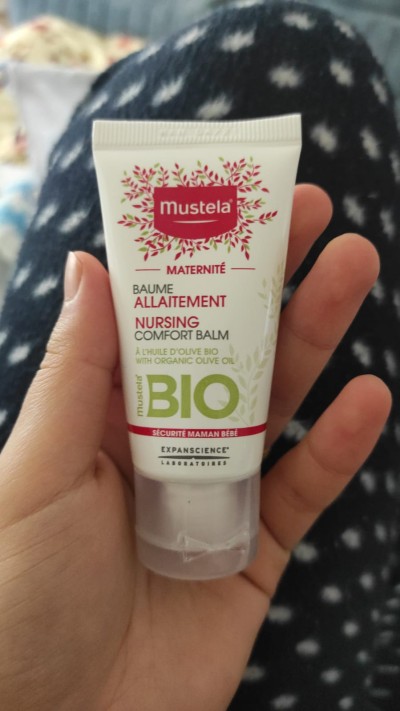 Mustela
MATERNITÉ
BAUME
ALLAITEMENT
NURSING
COMFORT BALM
À L'HUILE D'OLIVE BIO
WITH ORGANIC OLIVE OIL
mustela
BIO
SÉCURITÉ MAMAN BÉBÉ
EXPANSCIENCE
LABORATOIRES